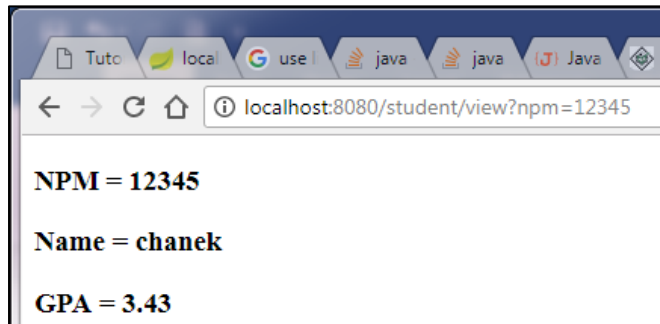 Tuto local use java java {J} Java
localhost:8080/student/view?npm=12345
NPM = 12345
Name = chanek
GPA = 3.43